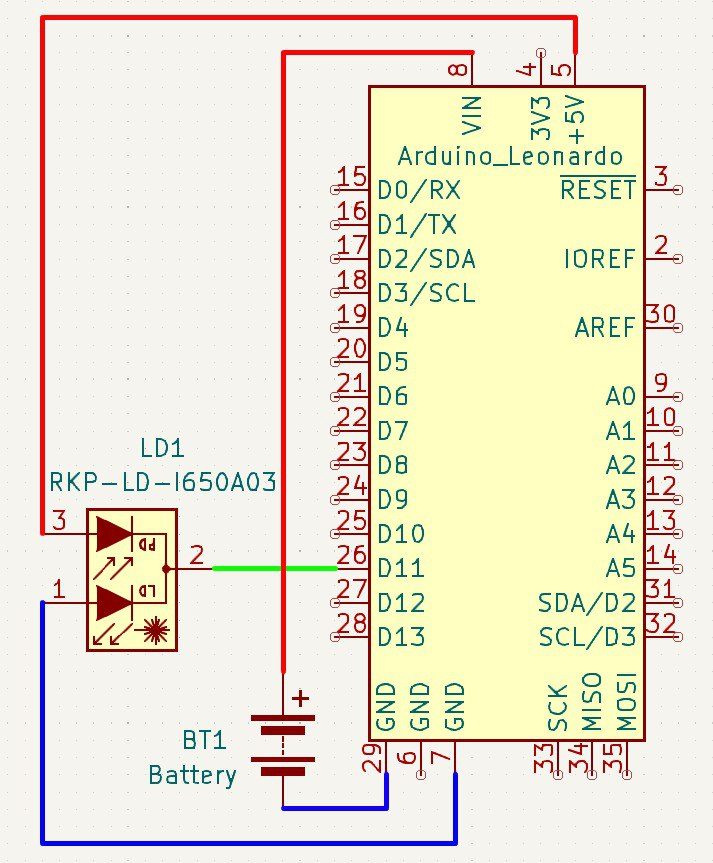 8
4
5
VIN
3V3
+5V
Arduino_Leonardo
15 D0/RX RESET 3
16 D1/TX
17 D2/SDA IOREF 2
18 D3/SCL
19 D4 AREF 30
20 D5
21 D6 A0 9
22 D7 A1 10
23 D8 A2 11
24 D9 A3 12
25 D10 A4 13
26 D11 A5 14
27 D12 SDA/D2 31
28 D13 SCL/D3 32
LD1
RKP-LD-I650A03
3
PD
2
1
LD
GND
GND
GND
SCK
MISO
MOSI
29
6
7
33
34
35
+
BT1
Battery